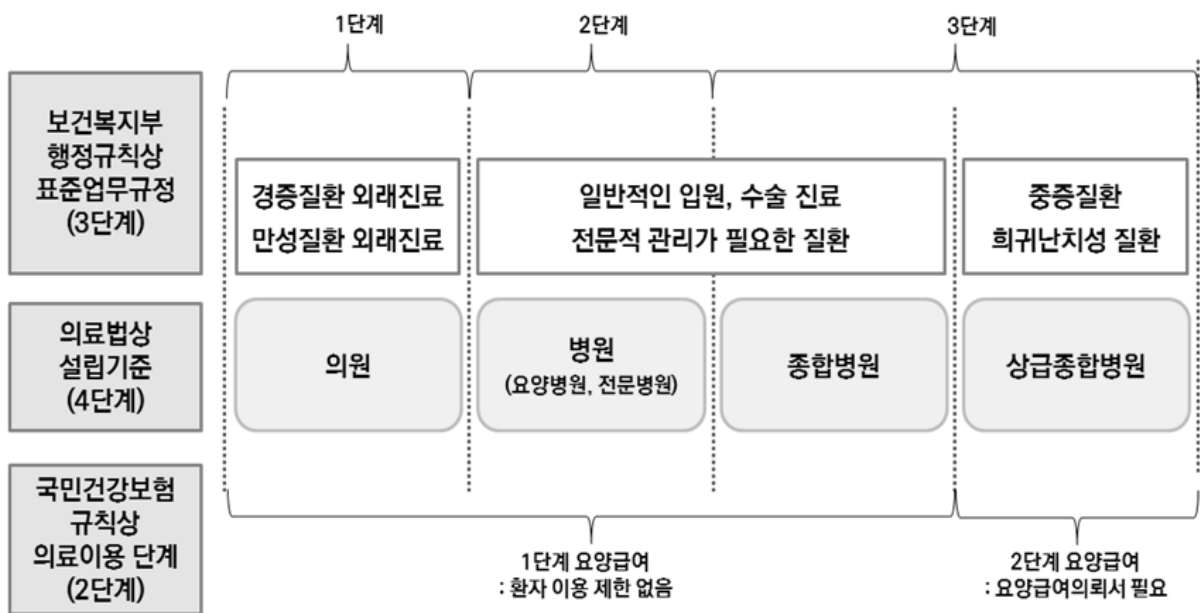 1단계
2단계
3단계
보건복지부
행정규칙상
표준업무규정
(3단계)
경증질환 외래진료
만성질환 외래진료
일반적인 입원, 수술 진료
전문적 관리가 필요한 질환
중증질환
희귀난치성 질환
의료법상
설립기준
(4단계)
의원
병원
(요양병원, 전문병원)
종합병원
상급종합병원
국민건강보험
규칙상
의료이용 단계
(2단계)
1단계 요양급여
: 환자 이용 제한 없음
2단계 요양급여
: 요양급여의뢰서 필요